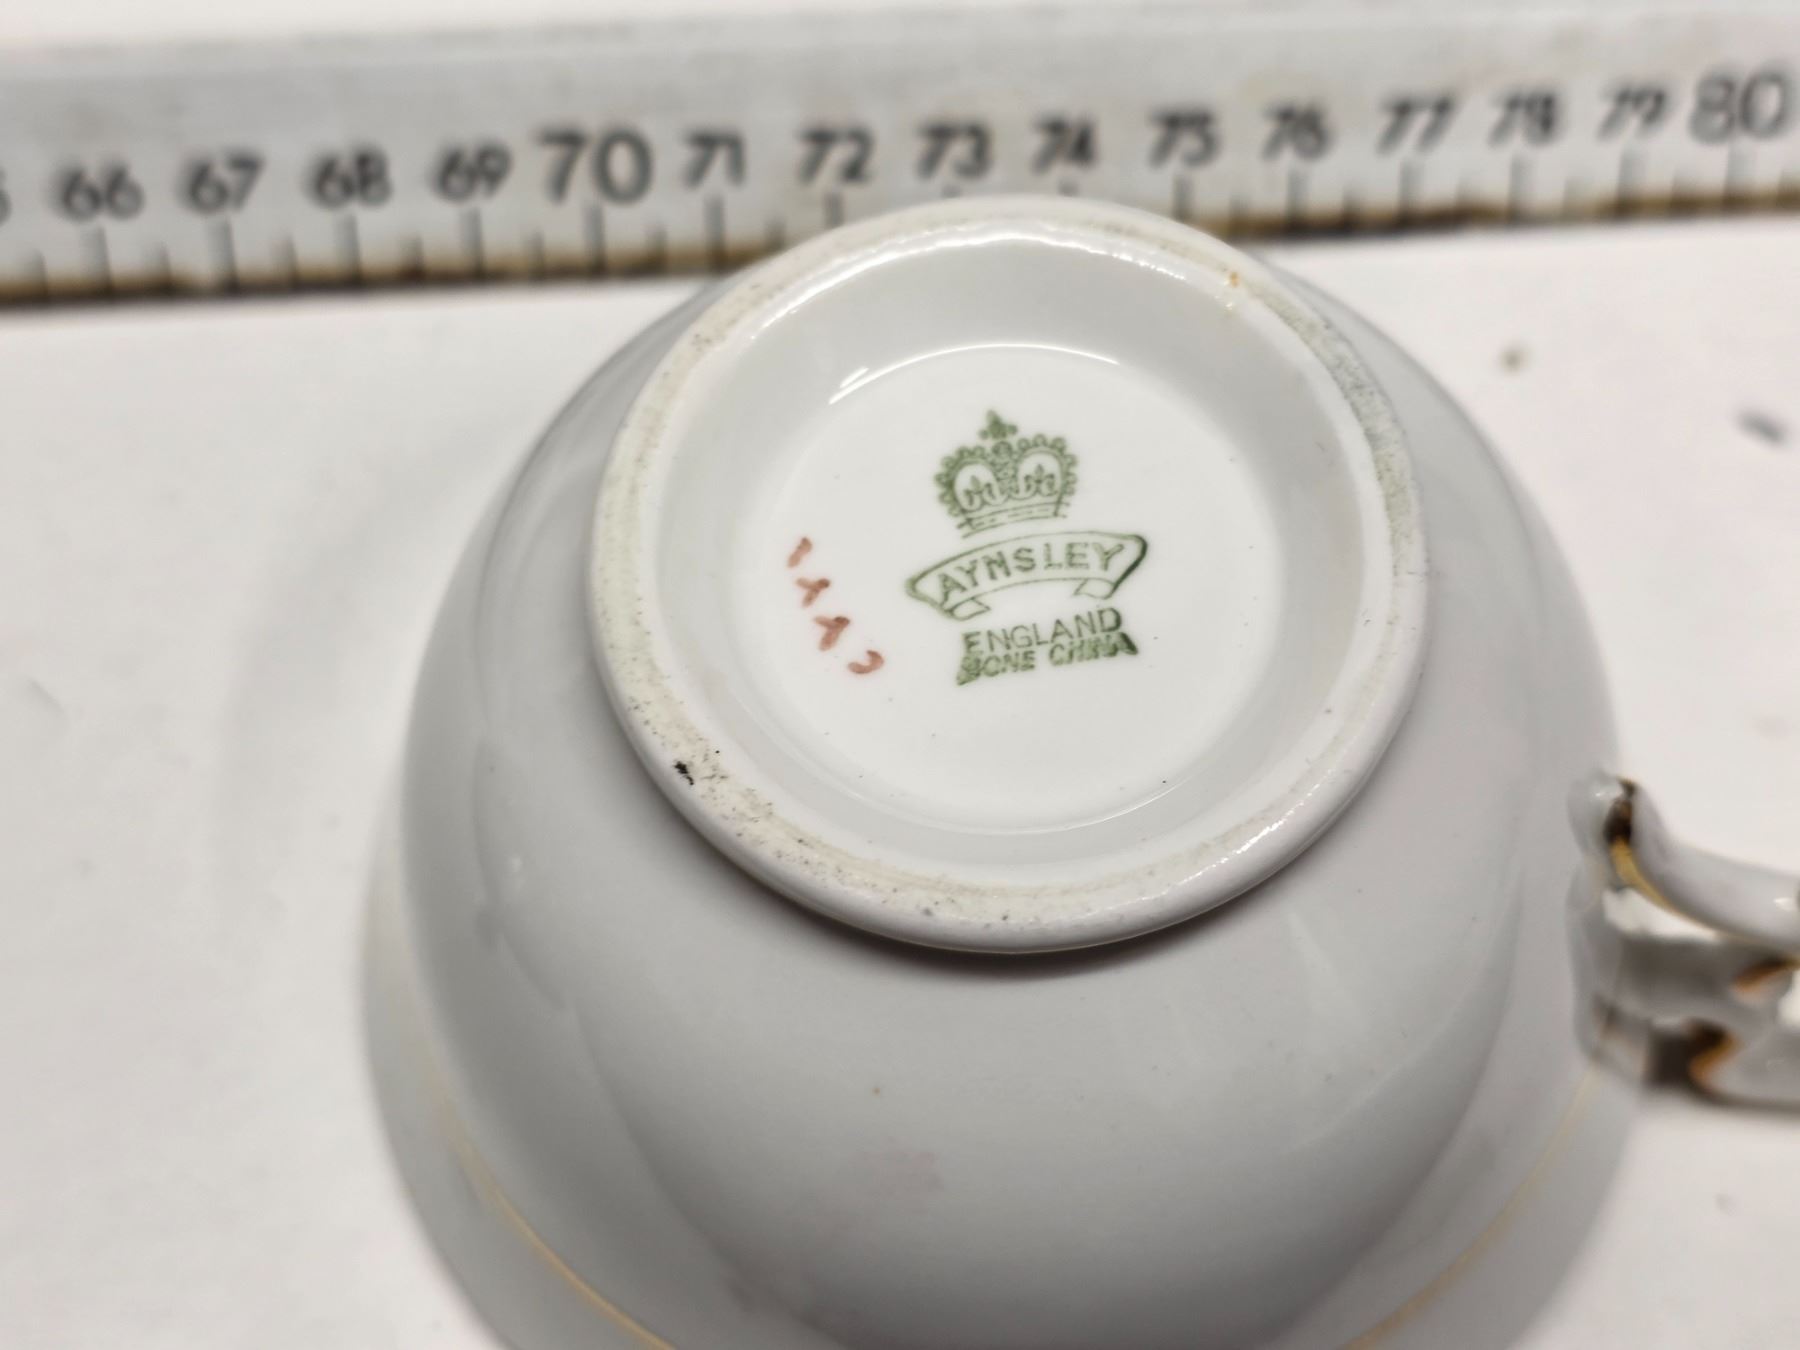 66 67 68 69 70 71 72 73 74 75 76 77 78 79 80
AYNSLEY
ENGLAND
BONE CHINA